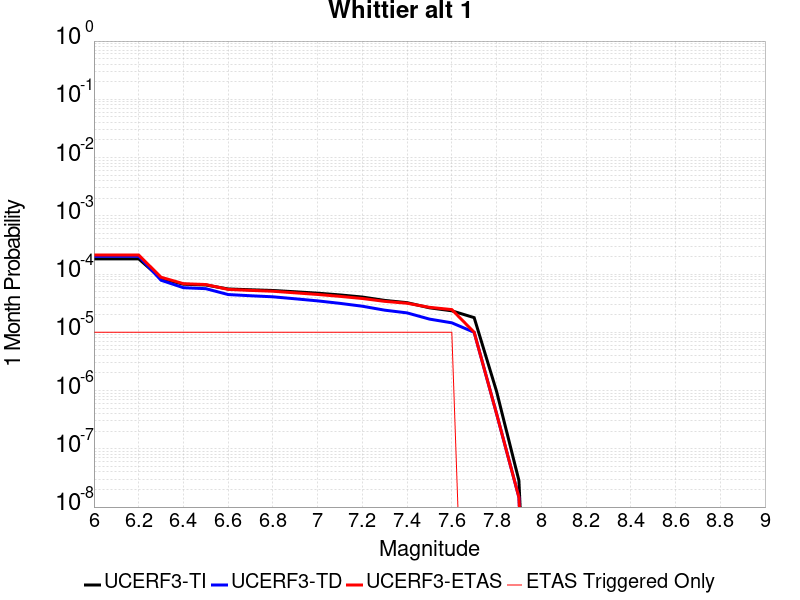 Whittier alt 1
10^0
10^-1
10^-2
10^-3
10^-4
10^-5
10^-6
10^-7
10^-8
1 Month Probability
6 6.2 6.4 6.6 6.8 7 7.2 7.4 7.6 7.8 8 8.2 8.4 8.6 8.8 9
Magnitude
UCERF3-TI UCERF3-TD UCERF3-ETAS ETAS Triggered Only